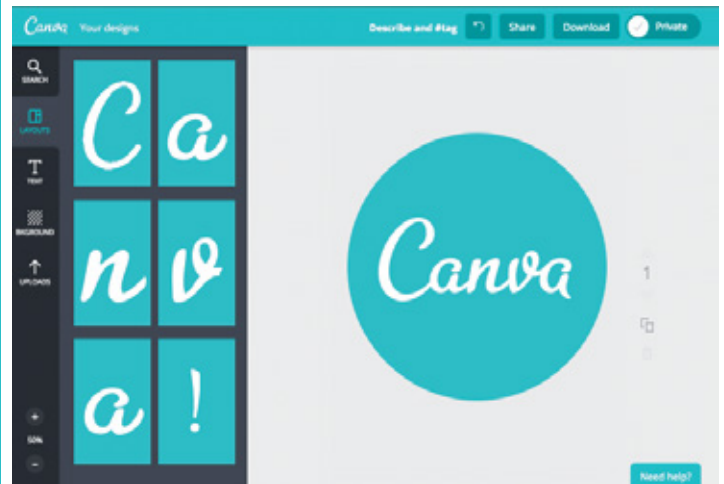 Canva Your designs Describe and #tag Share Download Private
SEARCH
LAYOUTS
TEXT
BKGROUND
UPLOADS
+
50%
−
C a
n v
a !
Canva
1
Need help?